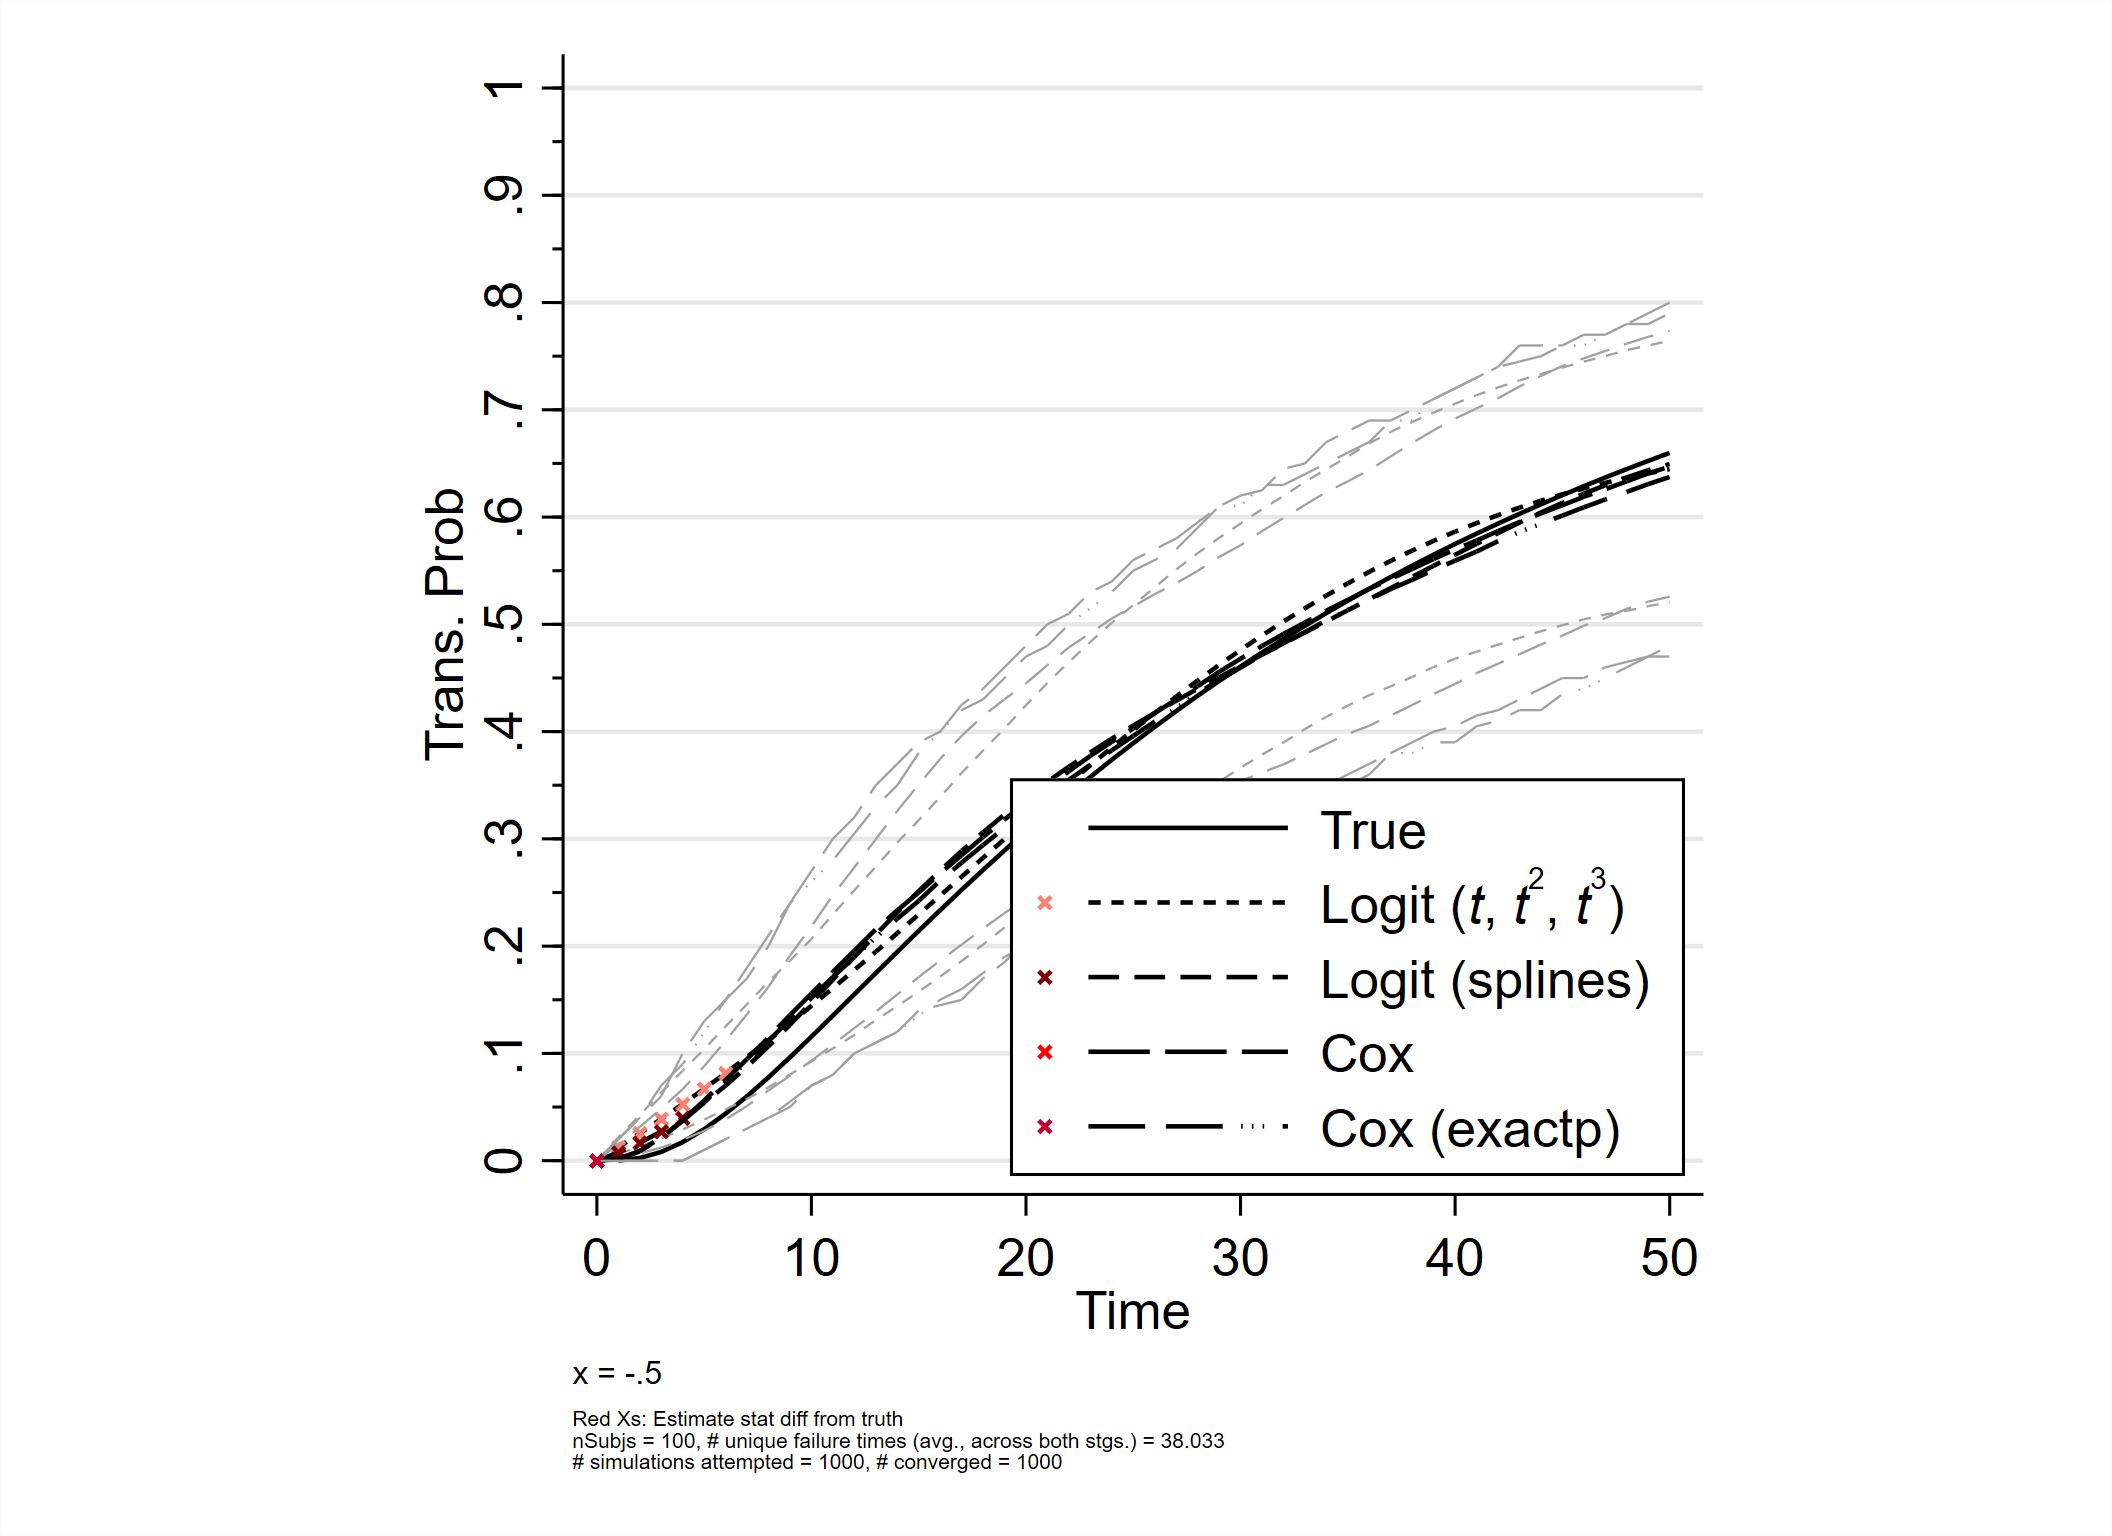 1
.9
.8
.7
.6
.5
.4
.3
.2
.1
0
Trans. Prob
True
Logit (t, t², t³)
Logit (splines)
Cox
Cox (exactp)
0 10 20 30 40 50
Time
x = -.5
Red Xs: Estimate stat diff from truth
nSubjs = 100, # unique failure times (avg., across both stgs.) = 38.033
# simulations attempted = 1000, # converged = 1000